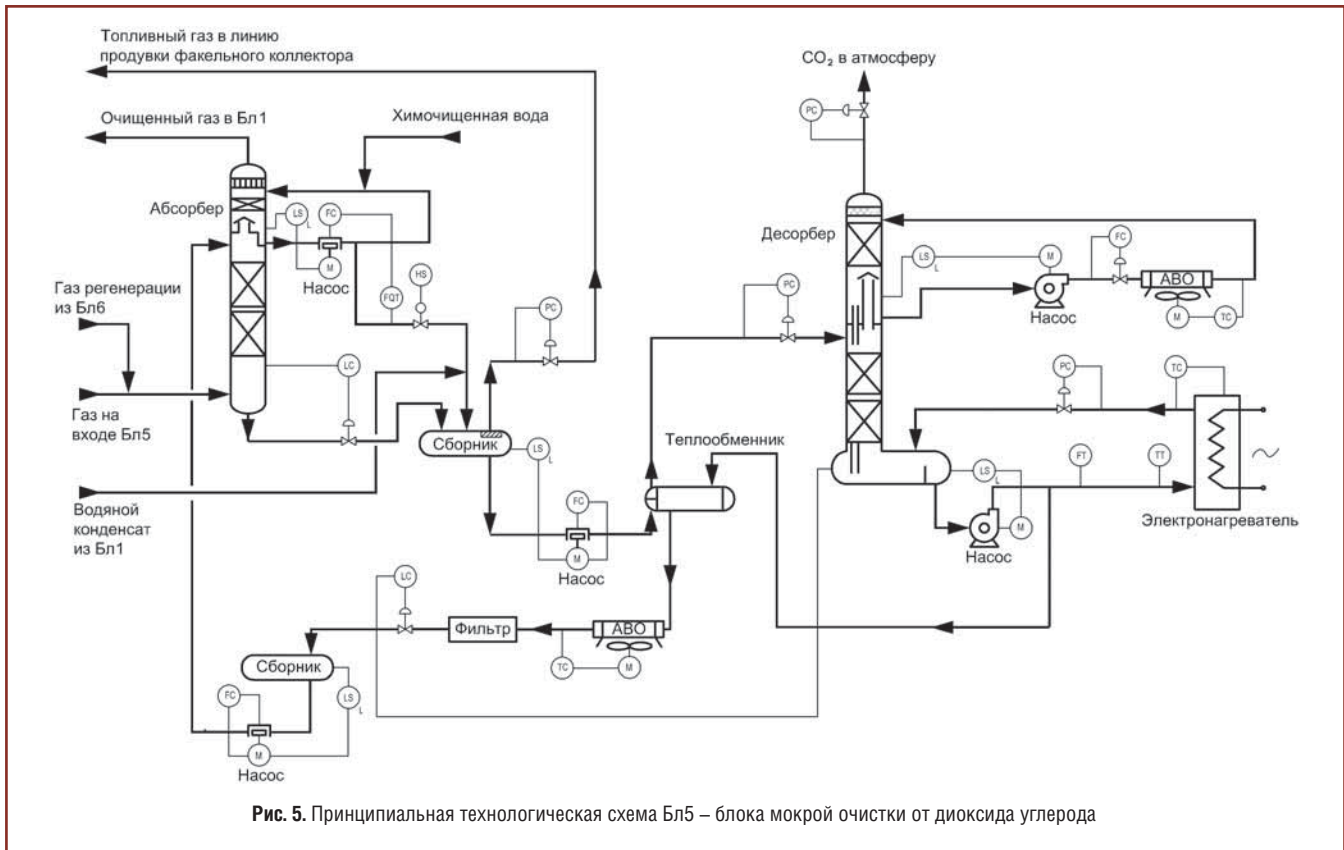 Топливный газ в линию
продувки факельного коллектора
CO₂ в атмосферу
PC
Очищенный газ в Бл1
Химочищенная вода
Абсорбер
LS
L
FC
M
Насос
FQT
HS
Газ регенерации
из Бл6
PC
LC
Газ на
входе Бл5
Сборник
LS
L
Водяной
конденсат
из Бл1
FC
M
Насос
Теплообменник
PC
Десорбер
LS
L
M
Насос
FC
АВО
M
TC
PC
TC
FT
TT
Электронагреватель
LS
L
M
Насос
LC
Фильтр
АВО
TC
M
Сборник
FC
LS
L
M
Насос
Рис. 5. Принципиальная технологическая схема Бл5 – блока мокрой очистки от диоксида углерода